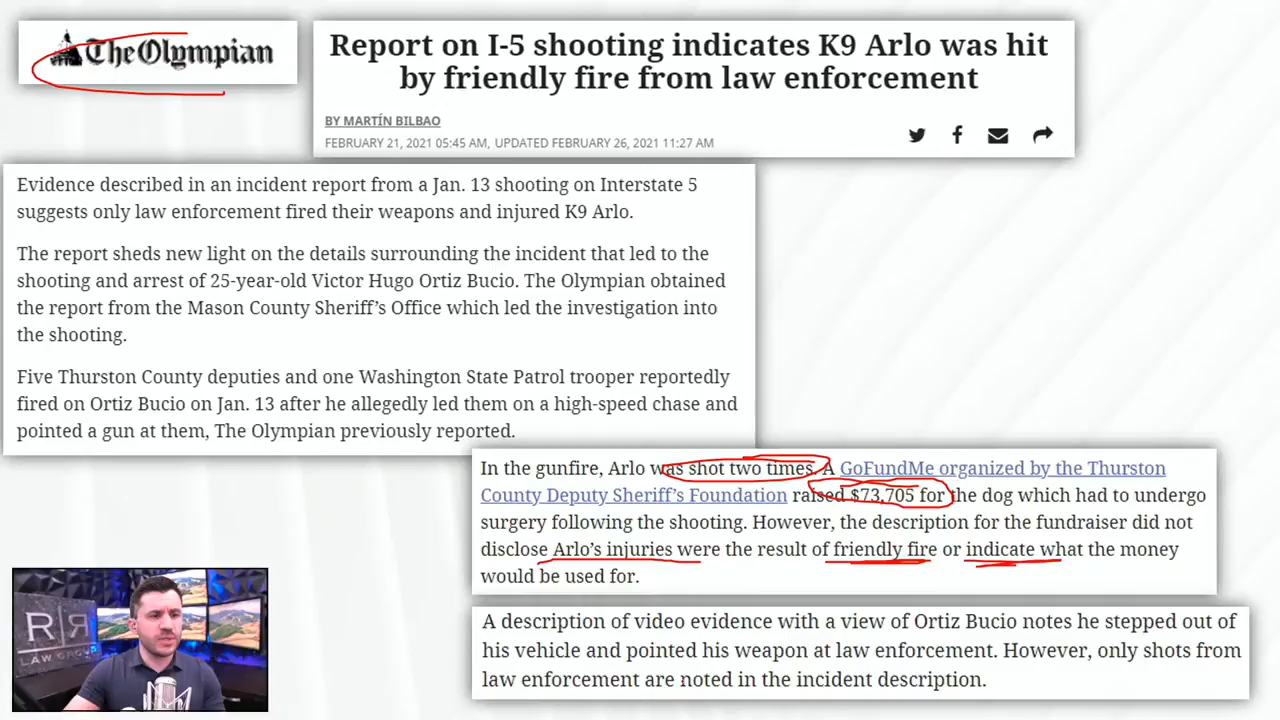 The Olympian
Report on I-5 shooting indicates K9 Arlo was hit
by friendly fire from law enforcement
BY MARTÍN BILBAO
FEBRUARY 21, 2021 05:45 AM, UPDATED FEBRUARY 26, 2021 11:27 AM
Evidence described in an incident report from a Jan. 13 shooting on Interstate 5
suggests only law enforcement fired their weapons and injured K9 Arlo.
The report sheds new light on the details surrounding the incident that led to the
shooting and arrest of 25-year-old Victor Hugo Ortiz Bucio. The Olympian obtained
the report from the Mason County Sheriff’s Office which led the investigation into
the shooting.
Five Thurston County deputies and one Washington State Patrol trooper reportedly
fired on Ortiz Bucio on Jan. 13 after he allegedly led them on a high-speed chase and
pointed a gun at them, The Olympian previously reported.
In the gunfire, Arlo was shot two times. A GoFundMe organized by the Thurston
County Deputy Sheriff’s Foundation raised $73,705 for the dog which had to undergo
surgery following the shooting. However, the description for the fundraiser did not
disclose Arlo’s injuries were the result of friendly fire or indicate what the money
would be used for.
A description of video evidence with a view of Ortiz Bucio notes he stepped out of
his vehicle and pointed his weapon at law enforcement. However, only shots from
law enforcement are noted in the incident description.
R|R
LAW GROUP